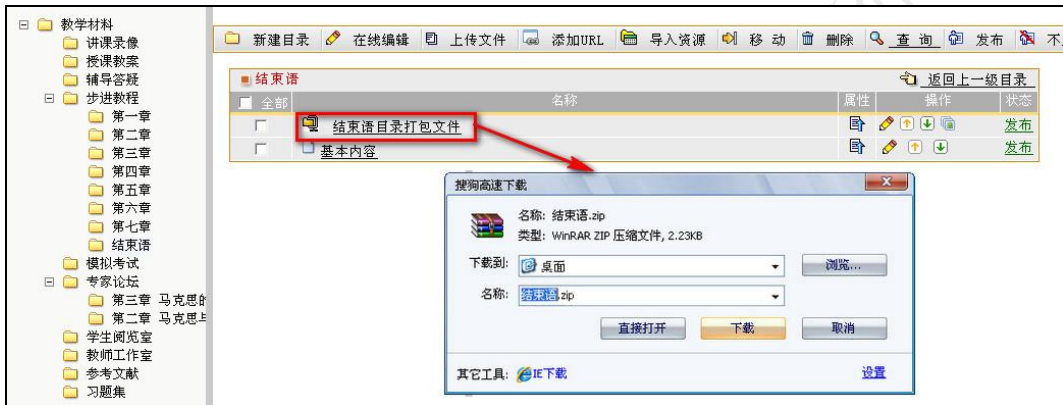 教学材料
讲课录像
授课教案
辅导答疑
步进教程
第一章
第二章
第三章
第四章
第五章
第六章
第七章
结束语
模拟考试
专家论坛
第三章 马克思的
第二章 马克思与
学生阅览室
教师工作室
参考文献
习题集
新建目录 在线编辑 上传文件 添加URL 导入资源 移动 删除 查询 发布 不
结束语 返回上一级目录
全部 名称 属性 操作 状态
结束语目录打包文件 发布
基本内容 发布
搜狗高速下载
名称: 结束语.zip
类型: WinRAR ZIP 压缩文件, 2.23KB
下载到: 桌面 浏览...
名称: 结束语.zip
直接打开 下载 取消
其它工具: IE下载 设置